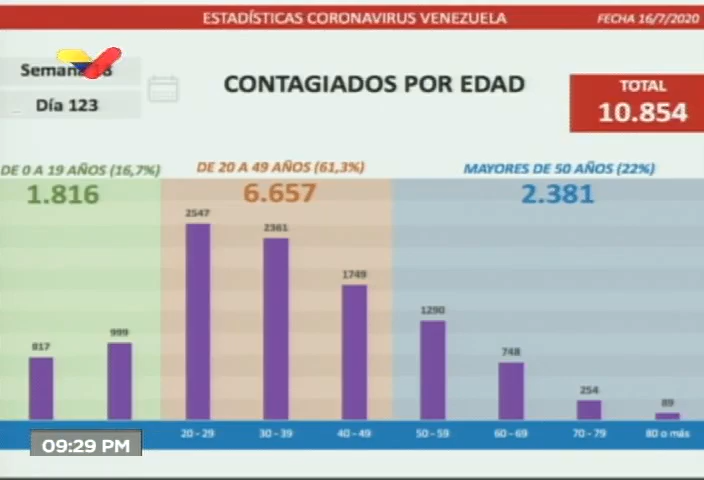 ESTADÍSTICAS CORONAVIRUS VENEZUELA
FECHA 16/7/2020
Semana 18
Día 123
CONTAGIADOS POR EDAD
TOTAL
10.854
DE 0 A 19 AÑOS (16,7%)
1.816
DE 20 A 49 AÑOS (61,3%)
6.657
MAYORES DE 50 AÑOS (22%)
2.381
817
999
2547
2361
1749
1290
748
254
89
20 - 29
30 - 39
40 - 49
50 - 59
60 - 69
70 - 79
80 o más
09:29 PM